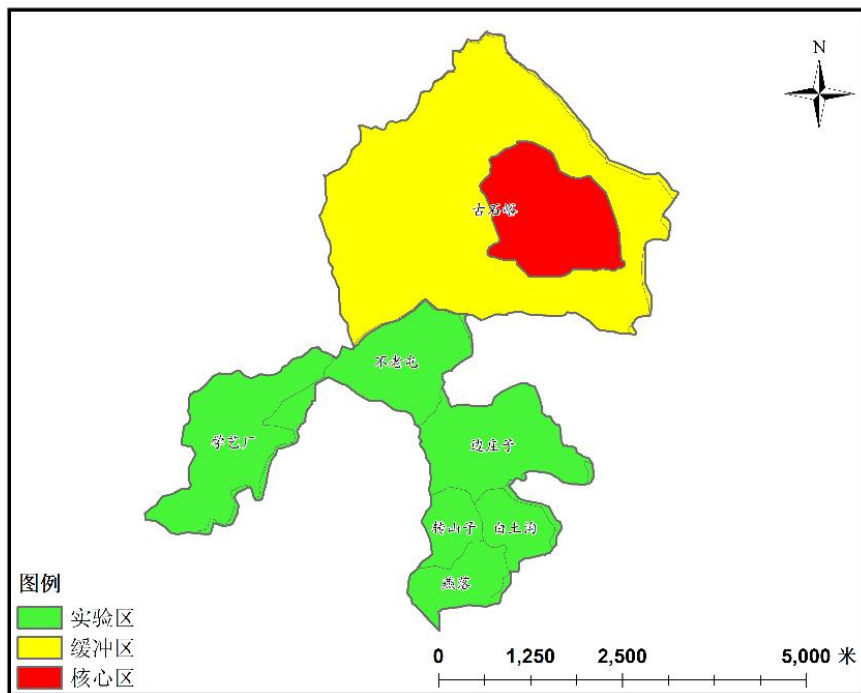 N
古石峪
不老屯
学艺厂
边庄子
转山子
白土沟
燕落
图例
实验区
缓冲区
核心区
0 1,250 2,500 5,000 米